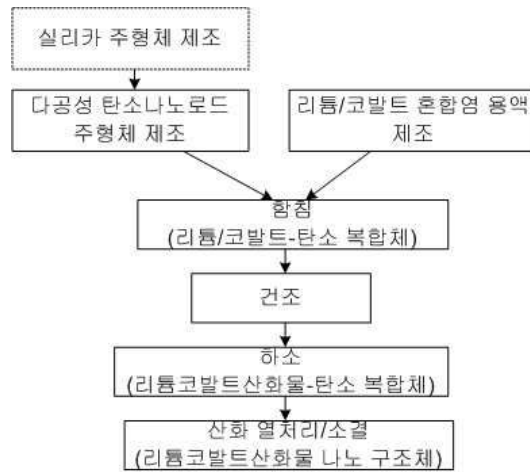 실리카 주형체 제조
다공성 탄소나노로드
주형체 제조
리튬/코발트 혼합염 용액
제조
함침
(리튬/코발트-탄소 복합체)
건조
하소
(리튬코발트산화물-탄소 복합체)
산화 열처리/소결
(리튬코발트산화물 나노 구조체)